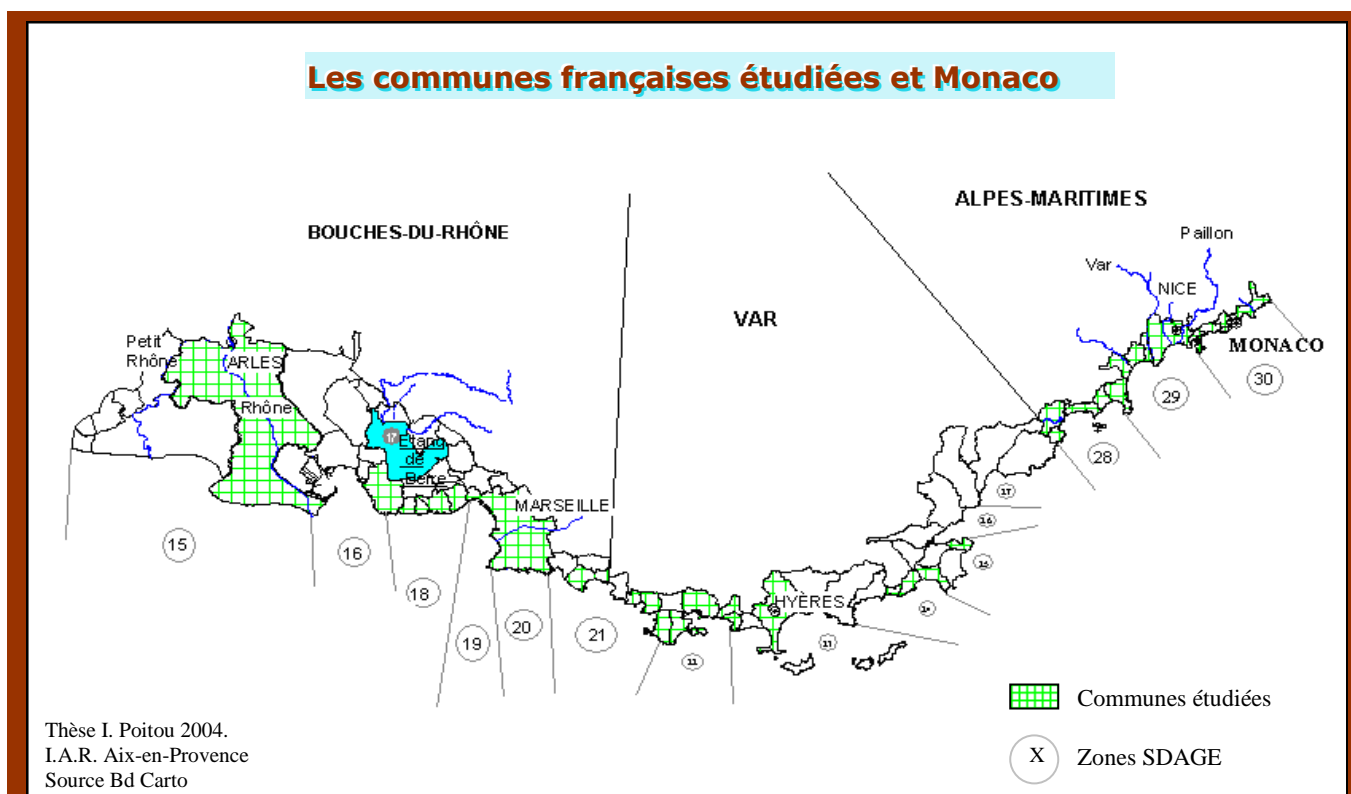 Les communes françaises étudiées et Monaco
ALPES-MARITIMES
BOUCHES-DU-RHÔNE
Paillon
Var
NICE
VAR
Petit
Rhône
ARLES
MONACO
Rhône
30
29
17
Etang
de
Berre
28
MARSEILLE
15
16
18
19
20
21
HYÈRES
Communes étudiées
X
Zones SDAGE
Thèse I. Poitou 2004.
I.A.R. Aix-en-Provence
Source Bd Carto